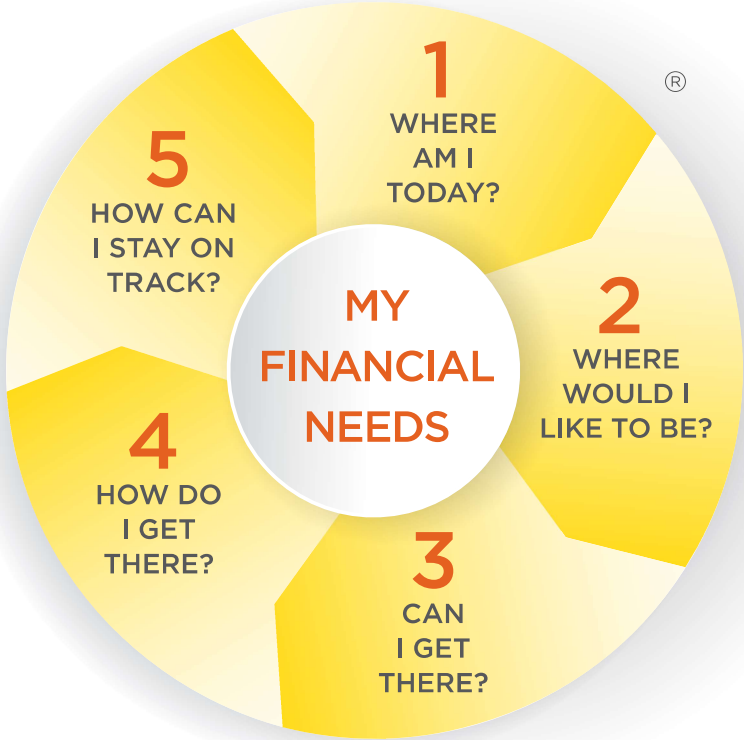 MY
FINANCIAL
NEEDS
1
WHERE
AM I
TODAY?
2
WHERE
WOULD I
LIKE TO BE?
3
CAN
I GET
THERE?
4
HOW DO
I GET
THERE?
5
HOW CAN
I STAY ON
TRACK?
®